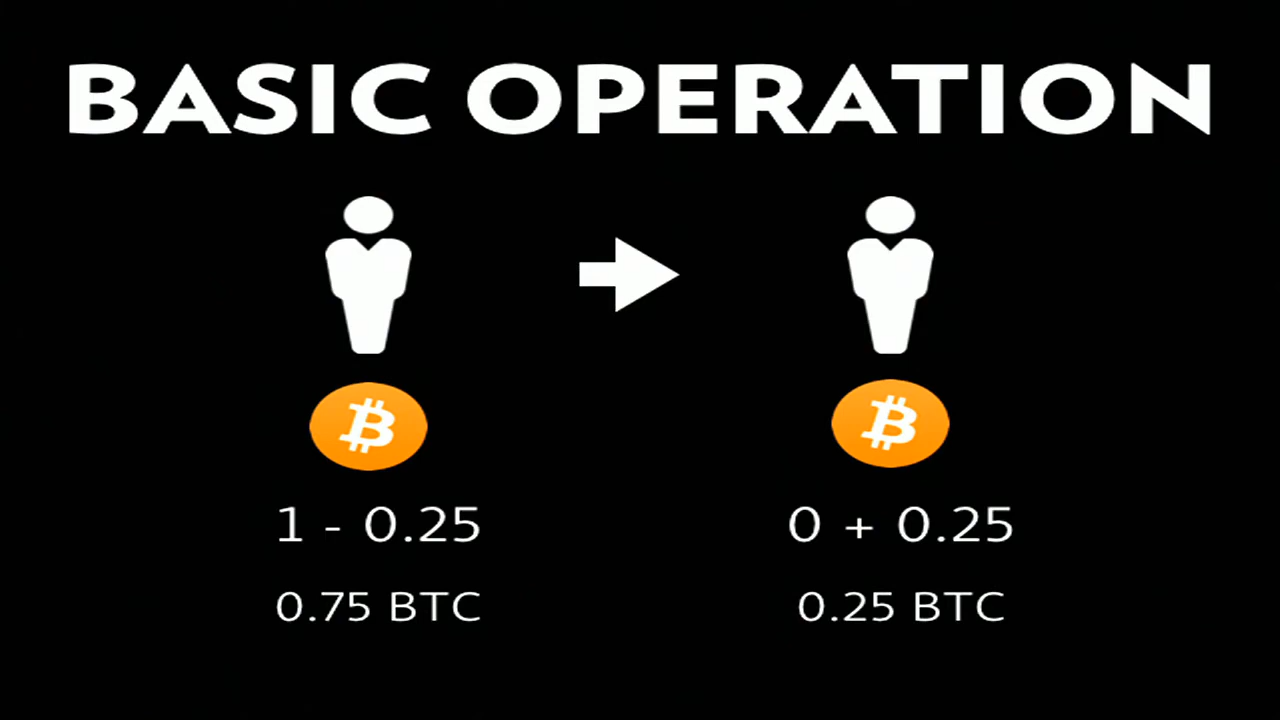 BASIC OPERATION
₿ ₿
1 - 0.25 0 + 0.25
0.75 BTC 0.25 BTC